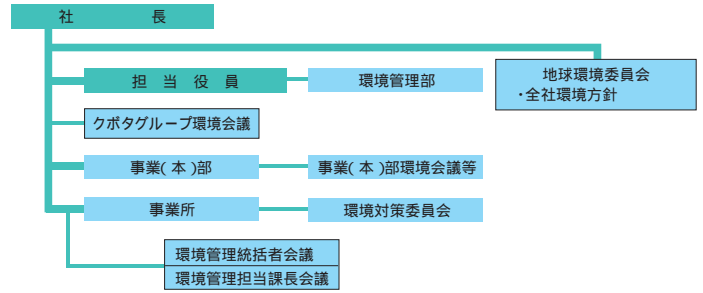 社長
担当役員
環境管理部
地球環境委員会
・全社環境方針
クボタグループ環境会議
事業(本)部
事業(本)部環境会議等
事業所
環境対策委員会
環境管理統括者会議
環境管理担当課長会議